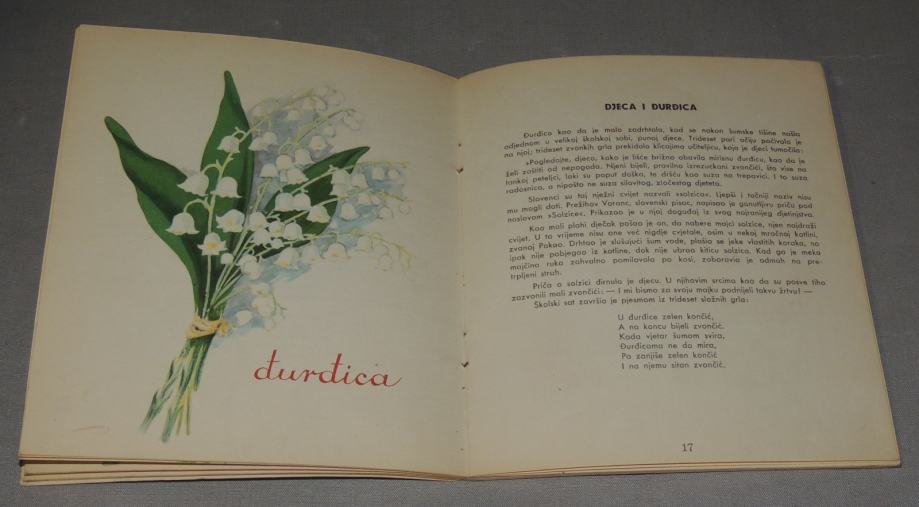 đurđica
DJECA I ĐURĐICA
Đurđica kao da je malo zadrhtala, kad se nakon šumske tišine našla
odjednom u velikoj školskoj sobi, punoj djece. Trideset pari očiju počivalo je
na njoj; trideset zvonkih grla prekidalo klicajima učiteljicu, koja je djeci tumačila:
»Pogledajte, djeco, kako je lišće brižno obavilo mirisnu đurđicu, kao da je
želi zaštiti od nepogoda. Njeni bijeli, pravilno izrezuckani zvončići, što vise na
tankoj peteljci, laki su poput daška, te dršću kao suza na trepavici. I to suza
radosnica, a nipošto ne suza silovitog, zločestog djeteta.
Slovenci su taj nježni cvijet nazvali »solzica«. Ljepši i točniji naziv nisu
mu mogli dati. Prežihov Voranc, slovenski pisac, napisao je ganutljivu priču pod
naslovom »Solzice«. Prikazao je u njoj događaj iz svog najranijeg djetinjstva.
Kao mali plahi dječak pošao je on, da nabere majci solzice, njen najdraži
cvijet. U to vrijeme nisu one već nigdje cvjetale, osim u nekoj mračnoj kotlini,
zvanoj Pakao. Drhtao je slušajući šum vode, plašio se jeke vlastitih koraka, no
ipak nije pobjegao iz kotline, dok nije ubrao kiticu solzica. Kad ga je meka
majčina ruka zahvalno pomilovala po kosi, zaboravio je odmah na pre-
trpljeni strah.
Priča o solzici dirnula je djecu. U njihovim srcima kao da su posve tiho
zazvonili mali zvončići: — I mi bismo za svoju majku podnijeli takvu žrtvu! —
Školski sat završio je pjesmom iz trideset složnih grla:
U đurđice zelen končić,
A na koncu bijeli zvončić.
Kada vjetar šumom svira,
Đurđicama ne da mira,
Pa zanjiše zelen končić
I na njemu sitan zvončić.
17